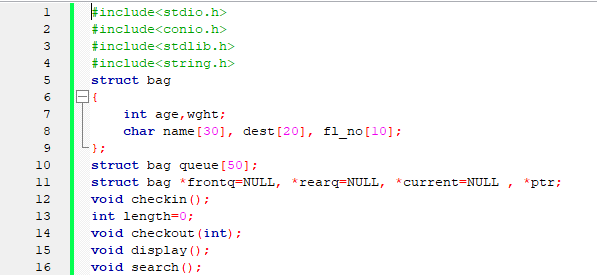 1 #include<stdio.h>
2 #include<conio.h>
3 #include<stdlib.h>
4 #include<string.h>
5 struct bag
6 {
7 int age,wght;
8 char name[30], dest[20], fl_no[10];
9 };
10 struct bag queue[50];
11 struct bag *frontq=NULL, *rearq=NULL, *current=NULL , *ptr;
12 void checkin();
13 int length=0;
14 void checkout(int);
15 void display();
16 void search();